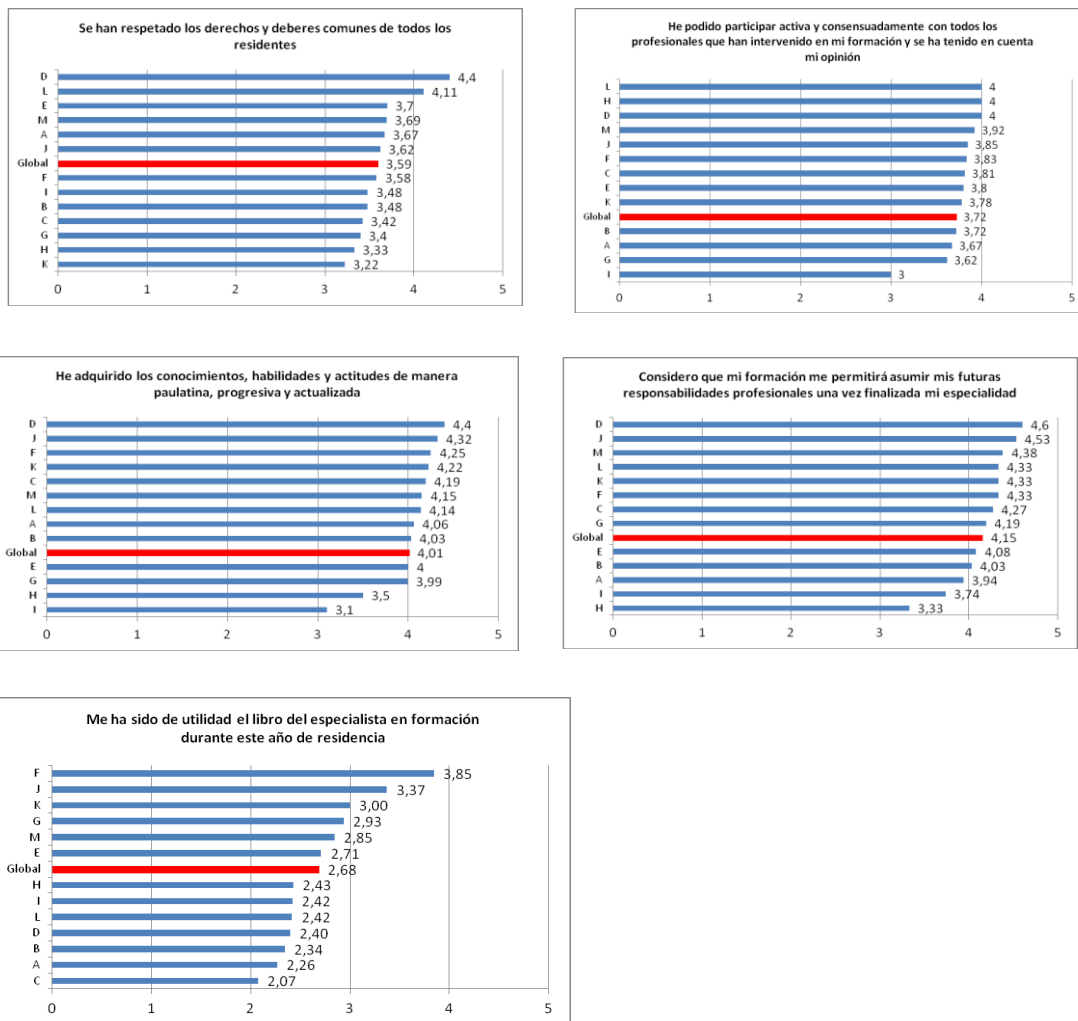 Se han respetado los derechos y deberes comunes de todos los
residentes
D 4,4
L 4,11
E 3,7
M 3,69
A 3,67
J 3,62
Global 3,59
F 3,58
I 3,48
B 3,48
C 3,42
G 3,4
H 3,33
K 3,22
0 1 2 3 4 5
He podido participar activa y consensuadamente con todos los
profesionales que han intervenido en mi formación y se ha tenido en cuenta
mi opinión
L 4
H 4
D 4
M 3,92
J 3,85
F 3,83
C 3,81
E 3,8
K 3,78
Global 3,72
B 3,72
A 3,67
G 3,62
I 3
0 1 2 3 4 5
He adquirido los conocimientos, habilidades y actitudes de manera
paulatina, progresiva y actualizada
D 4,4
J 4,32
F 4,25
K 4,22
C 4,19
M 4,15
L 4,14
A 4,06
B 4,03
Global 4,01
E 4
G 3,99
H 3,5
I 3,1
0 1 2 3 4 5
Considero que mi formación me permitirá asumir mis futuras
responsabilidades profesionales una vez finalizada mi especialidad
D 4,6
J 4,53
M 4,38
L 4,33
K 4,33
F 4,33
C 4,27
G 4,19
Global 4,15
E 4,08
B 4,03
A 3,94
I 3,74
H 3,33
0 1 2 3 4 5
Me ha sido de utilidad el libro del especialista en formación
durante este año de residencia
F 3,85
J 3,37
K 3,00
G 2,93
M 2,85
E 2,71
Global 2,68
H 2,43
I 2,42
L 2,42
D 2,40
B 2,34
A 2,26
C 2,07
0 1 2 3 4 5